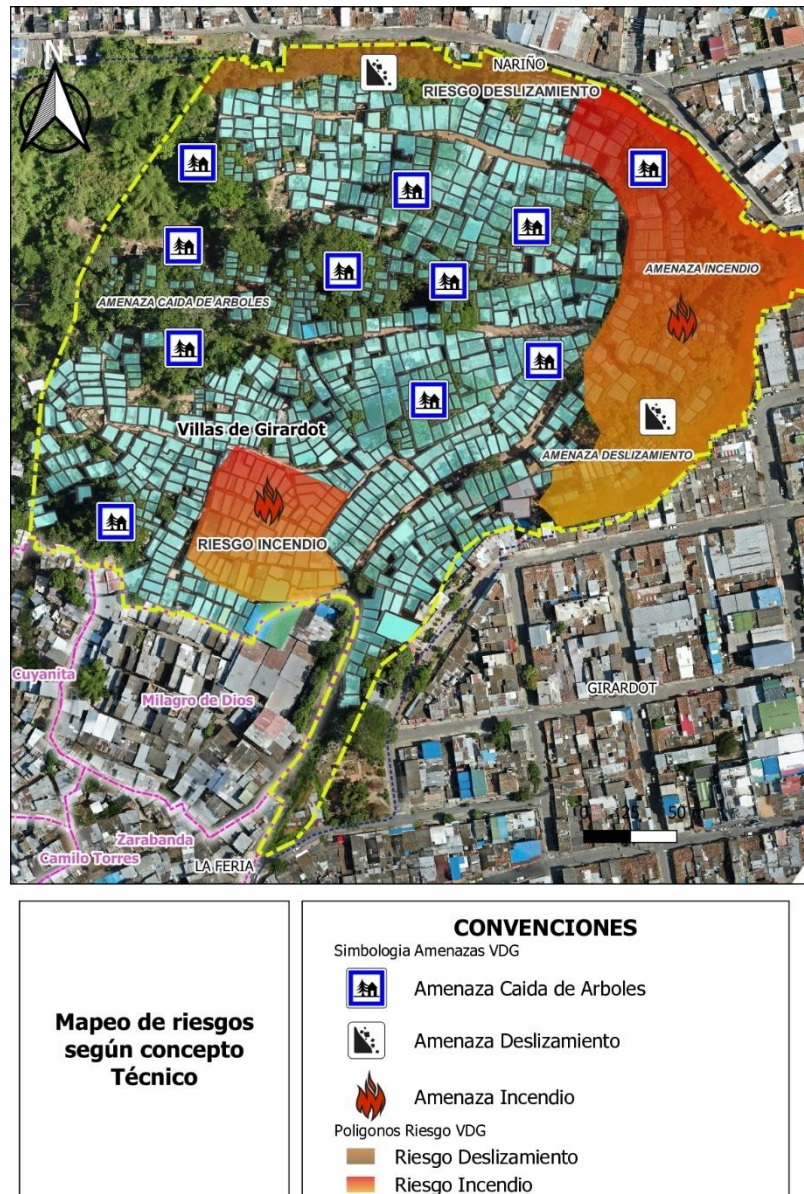 N
NARIÑO
RIESGO DESLIZAMIENTO
AMENAZA INCENDIO
AMENAZA CAIDA DE ARBOLES
Villas de Girardot
AMENAZA DESLIZAMIENTO
RIESGO INCENDIO
Cuyanita
Milagro de Dios
GIRARDOT
Zarabanda
Camilo Torres
LA FERIA
Mapeo de riesgos
según concepto
Técnico
CONVENCIONES
Simbologia Amenazas VDG
Amenaza Caida de Arboles
Amenaza Deslizamiento
Amenaza Incendio
Poligonos Riesgo VDG
Riesgo Deslizamiento
Riesgo Incendio